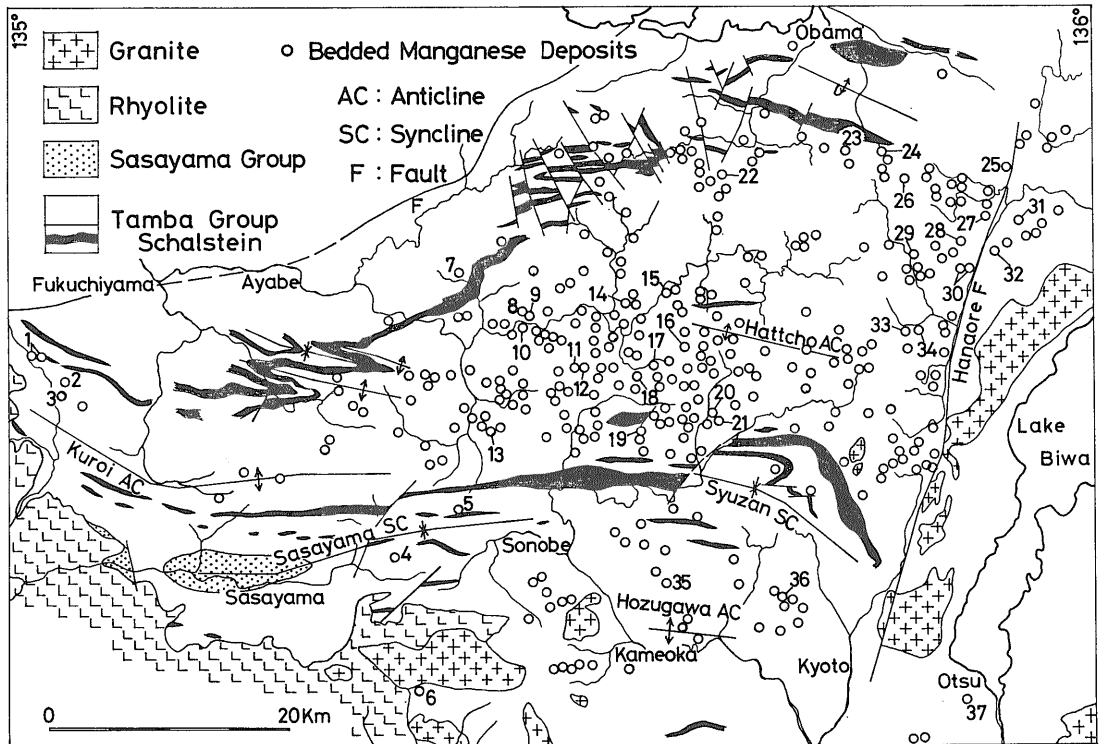 135°
136°
Granite
Rhyolite
Sasayama Group
Tamba Group
Schalstein
Bedded Manganese Deposits
AC : Anticline
SC : Syncline
F : Fault
Obama
23
24
25
22
26
27
31
F
29
28
32
Fukuchiyama
Ayabe
7
8
9
14
15
30
Hanaore F
16
Hattcho AC
33
1
10
11
17
34
2
3
12
18
20
19
21
13
Lake
Biwa
Kuroi AC
Syuzan SC
5
Sasayama SC
Sonobe
4
Sasayama
35
36
Hozugawa AC
Kameoka
Kyoto
6
Otsu
37
0
20Km